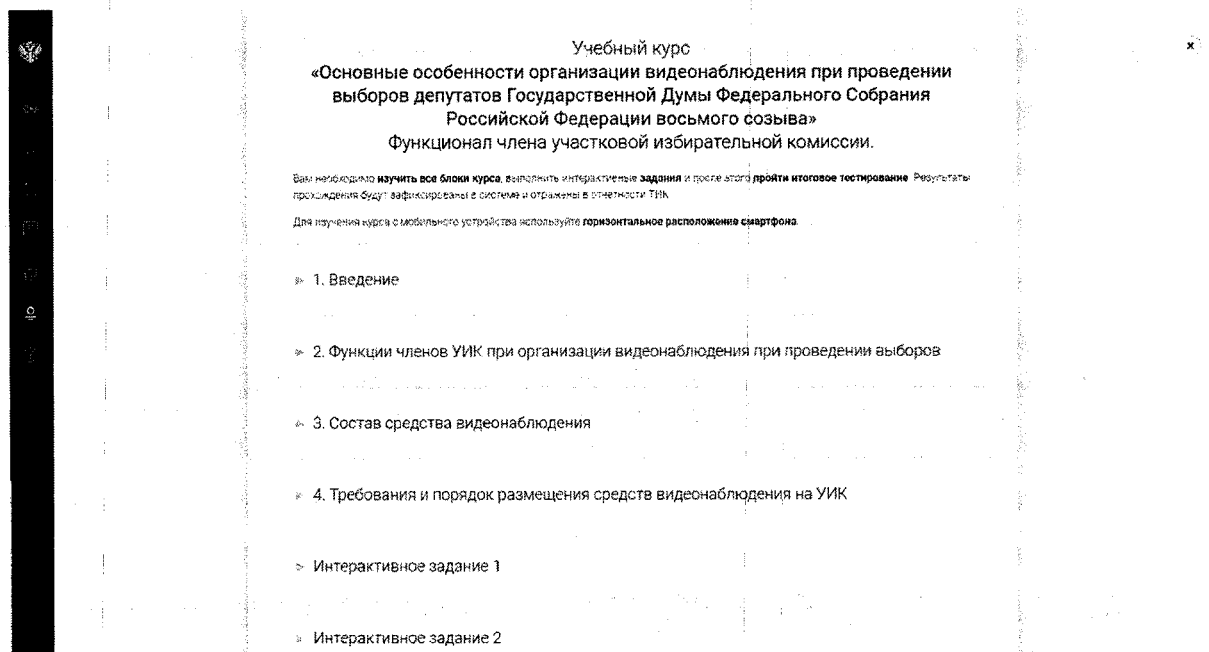 Учебный курс
«Основные особенности организации видеонаблюдения при проведении
выборов депутатов Государственной Думы Федерального Собрания
Российской Федерации восьмого созыва»
Функционал члена участковой избирательной комиссии.
Вам необходимо изучить все блоки курса, выполнить интерактивные задания и после этого пройти итоговое тестирование. Результаты
прохождения будут зафиксированы в системе и отражены в отчетности ТИК
Для изучения курса с мобильного устройства используйте горизонтальное расположение смартфона.
1. Введение
2. Функции членов УИК при организации видеонаблюдения при проведении выборов
3. Состав средства видеонаблюдения
4. Требования и порядок размещения средств видеонаблюдения на УИК
Интерактивное задание 1
Интерактивное задание 2